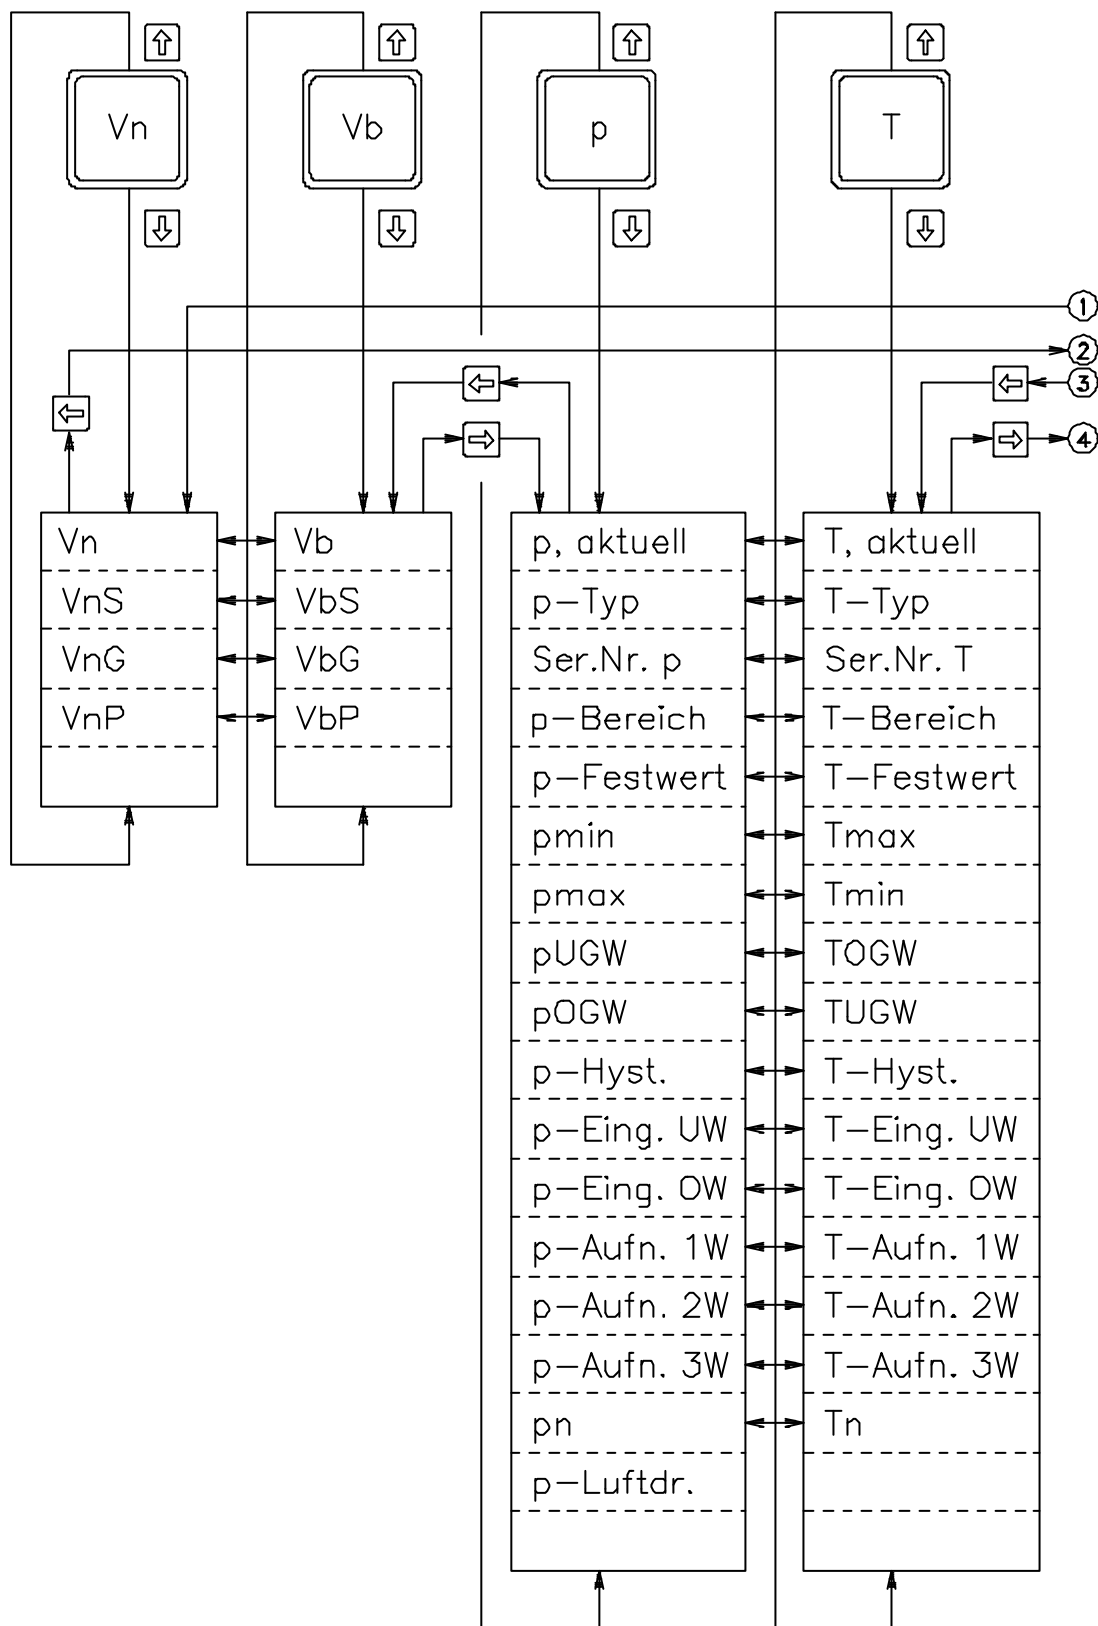 Vn
Vb
p
T
1
2
3
4
Vn
VnS
VnG
VnP
Vb
VbS
VbG
VbP
p, aktuell
p-Typ
Ser.Nr. p
p-Bereich
p-Festwert
pmin
pmax
pUGW
pOGW
p-Hyst.
p-Eing. UW
p-Eing. OW
p-Aufn. 1W
p-Aufn. 2W
p-Aufn. 3W
pn
p-Luftdr.
T, aktuell
T-Typ
Ser.Nr. T
T-Bereich
T-Festwert
Tmax
Tmin
TOGW
TUGW
T-Hyst.
T-Eing. UW
T-Eing. OW
T-Aufn. 1W
T-Aufn. 2W
T-Aufn. 3W
Tn